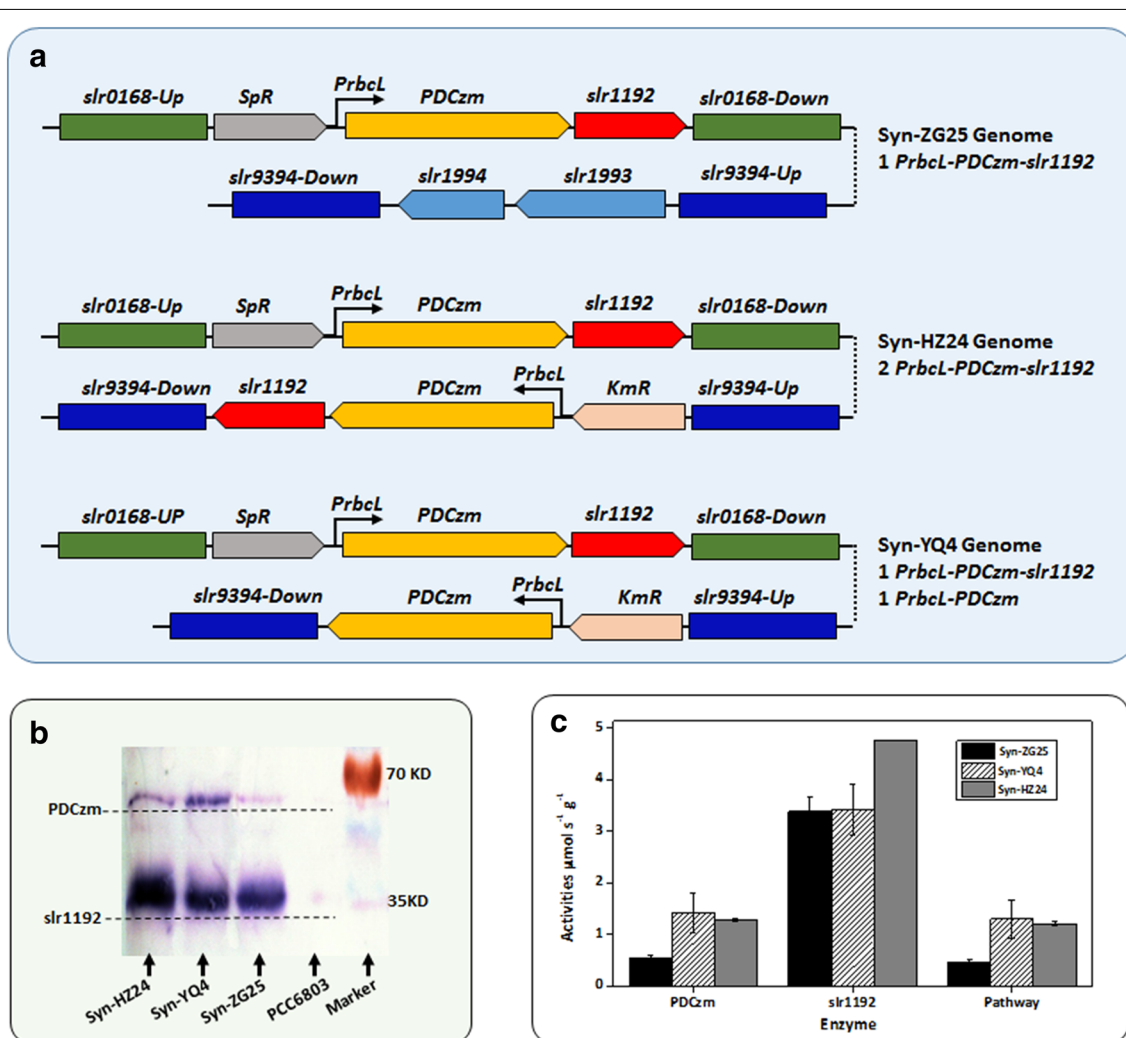 a
slr0168-Up SpR PrbcL PDCzm slr1192 slr0168-Down
Syn-ZG25 Genome
1 PrbcL-PDCzm-slr1192
slr9394-Down slr1994 slr1993 slr9394-Up
slr0168-Up SpR PrbcL PDCzm slr1192 slr0168-Down
Syn-HZ24 Genome
2 PrbcL-PDCzm-slr1192
slr9394-Down slr1192 PDCzm PrbcL KmR slr9394-Up
slr0168-UP SpR PrbcL PDCzm slr1192 slr0168-Down
Syn-YQ4 Genome
1 PrbcL-PDCzm-slr1192
1 PrbcL-PDCzm
slr9394-Down PDCzm PrbcL KmR slr9394-Up
b
70 KD
PDCzm
35KD
slr1192
Syn-HZ24 Syn-YQ4 Syn-ZG25 PCC6803 Marker
c
5
4
3
2
1
0
Activities μmol s⁻¹ g⁻¹
Syn-ZG25
Syn-YQ4
Syn-HZ24
PDCzm slr1192 Pathway
Enzyme